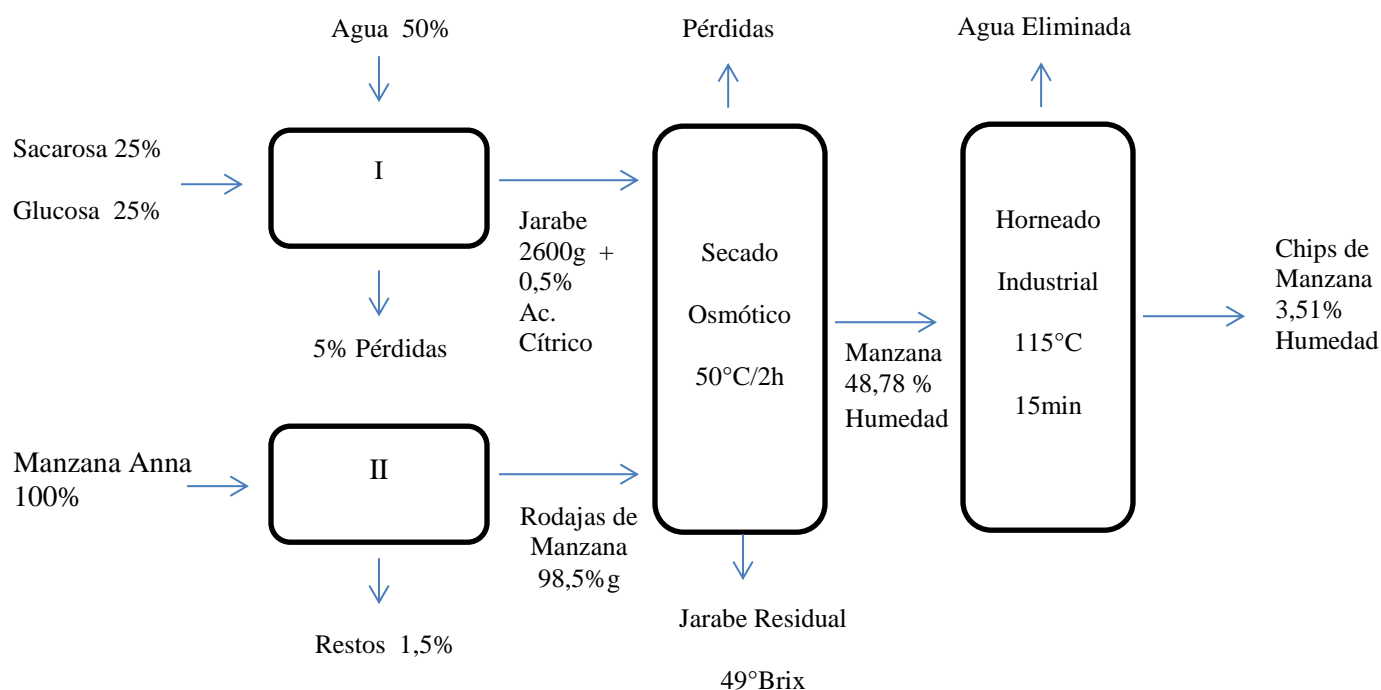 Agua 50%
Pérdidas
Agua Eliminada
Sacarosa 25%
Glucosa 25%
I
Jarabe
2600g +
0,5%
Ac.
Cítrico
5% Pérdidas
Manzana Anna
100%
II
Rodajas de
Manzana
98,5%g
Restos 1,5%
Secado
Osmótico
50°C/2h
Jarabe Residual
49°Brix
Manzana
48,78 %
Humedad
Horneado
Industrial
115°C
15min
Chips de
Manzana
3,51%
Humedad